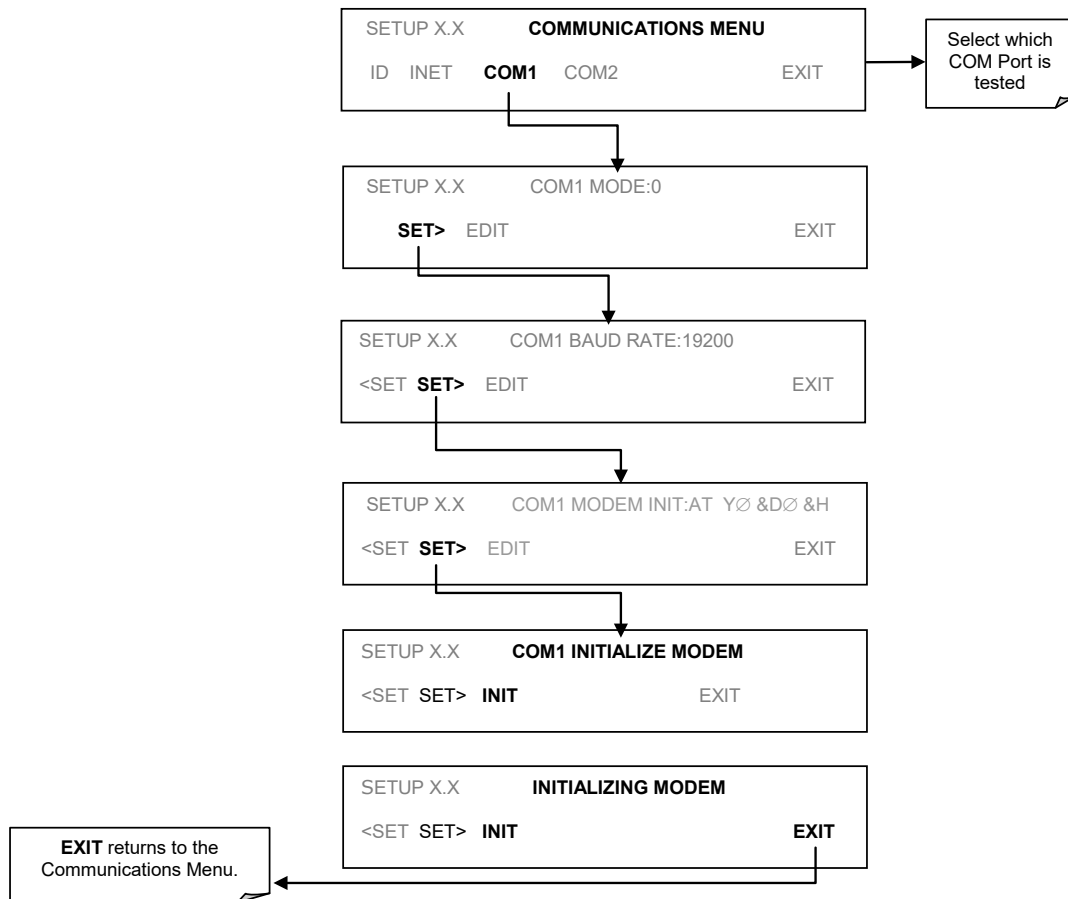 SETUP X.X COMMUNICATIONS MENU
ID INET COM1 COM2 EXIT
Select which
COM Port is
tested
SETUP X.X COM1 MODE:0
SET> EDIT EXIT
SETUP X.X COM1 BAUD RATE:19200
<SET SET> EDIT EXIT
SETUP X.X COM1 MODEM INIT:AT Y∅ &D∅ &H
<SET SET> EDIT EXIT
SETUP X.X COM1 INITIALIZE MODEM
<SET SET> INIT EXIT
SETUP X.X INITIALIZING MODEM
<SET SET> INIT EXIT
EXIT returns to the
Communications Menu.